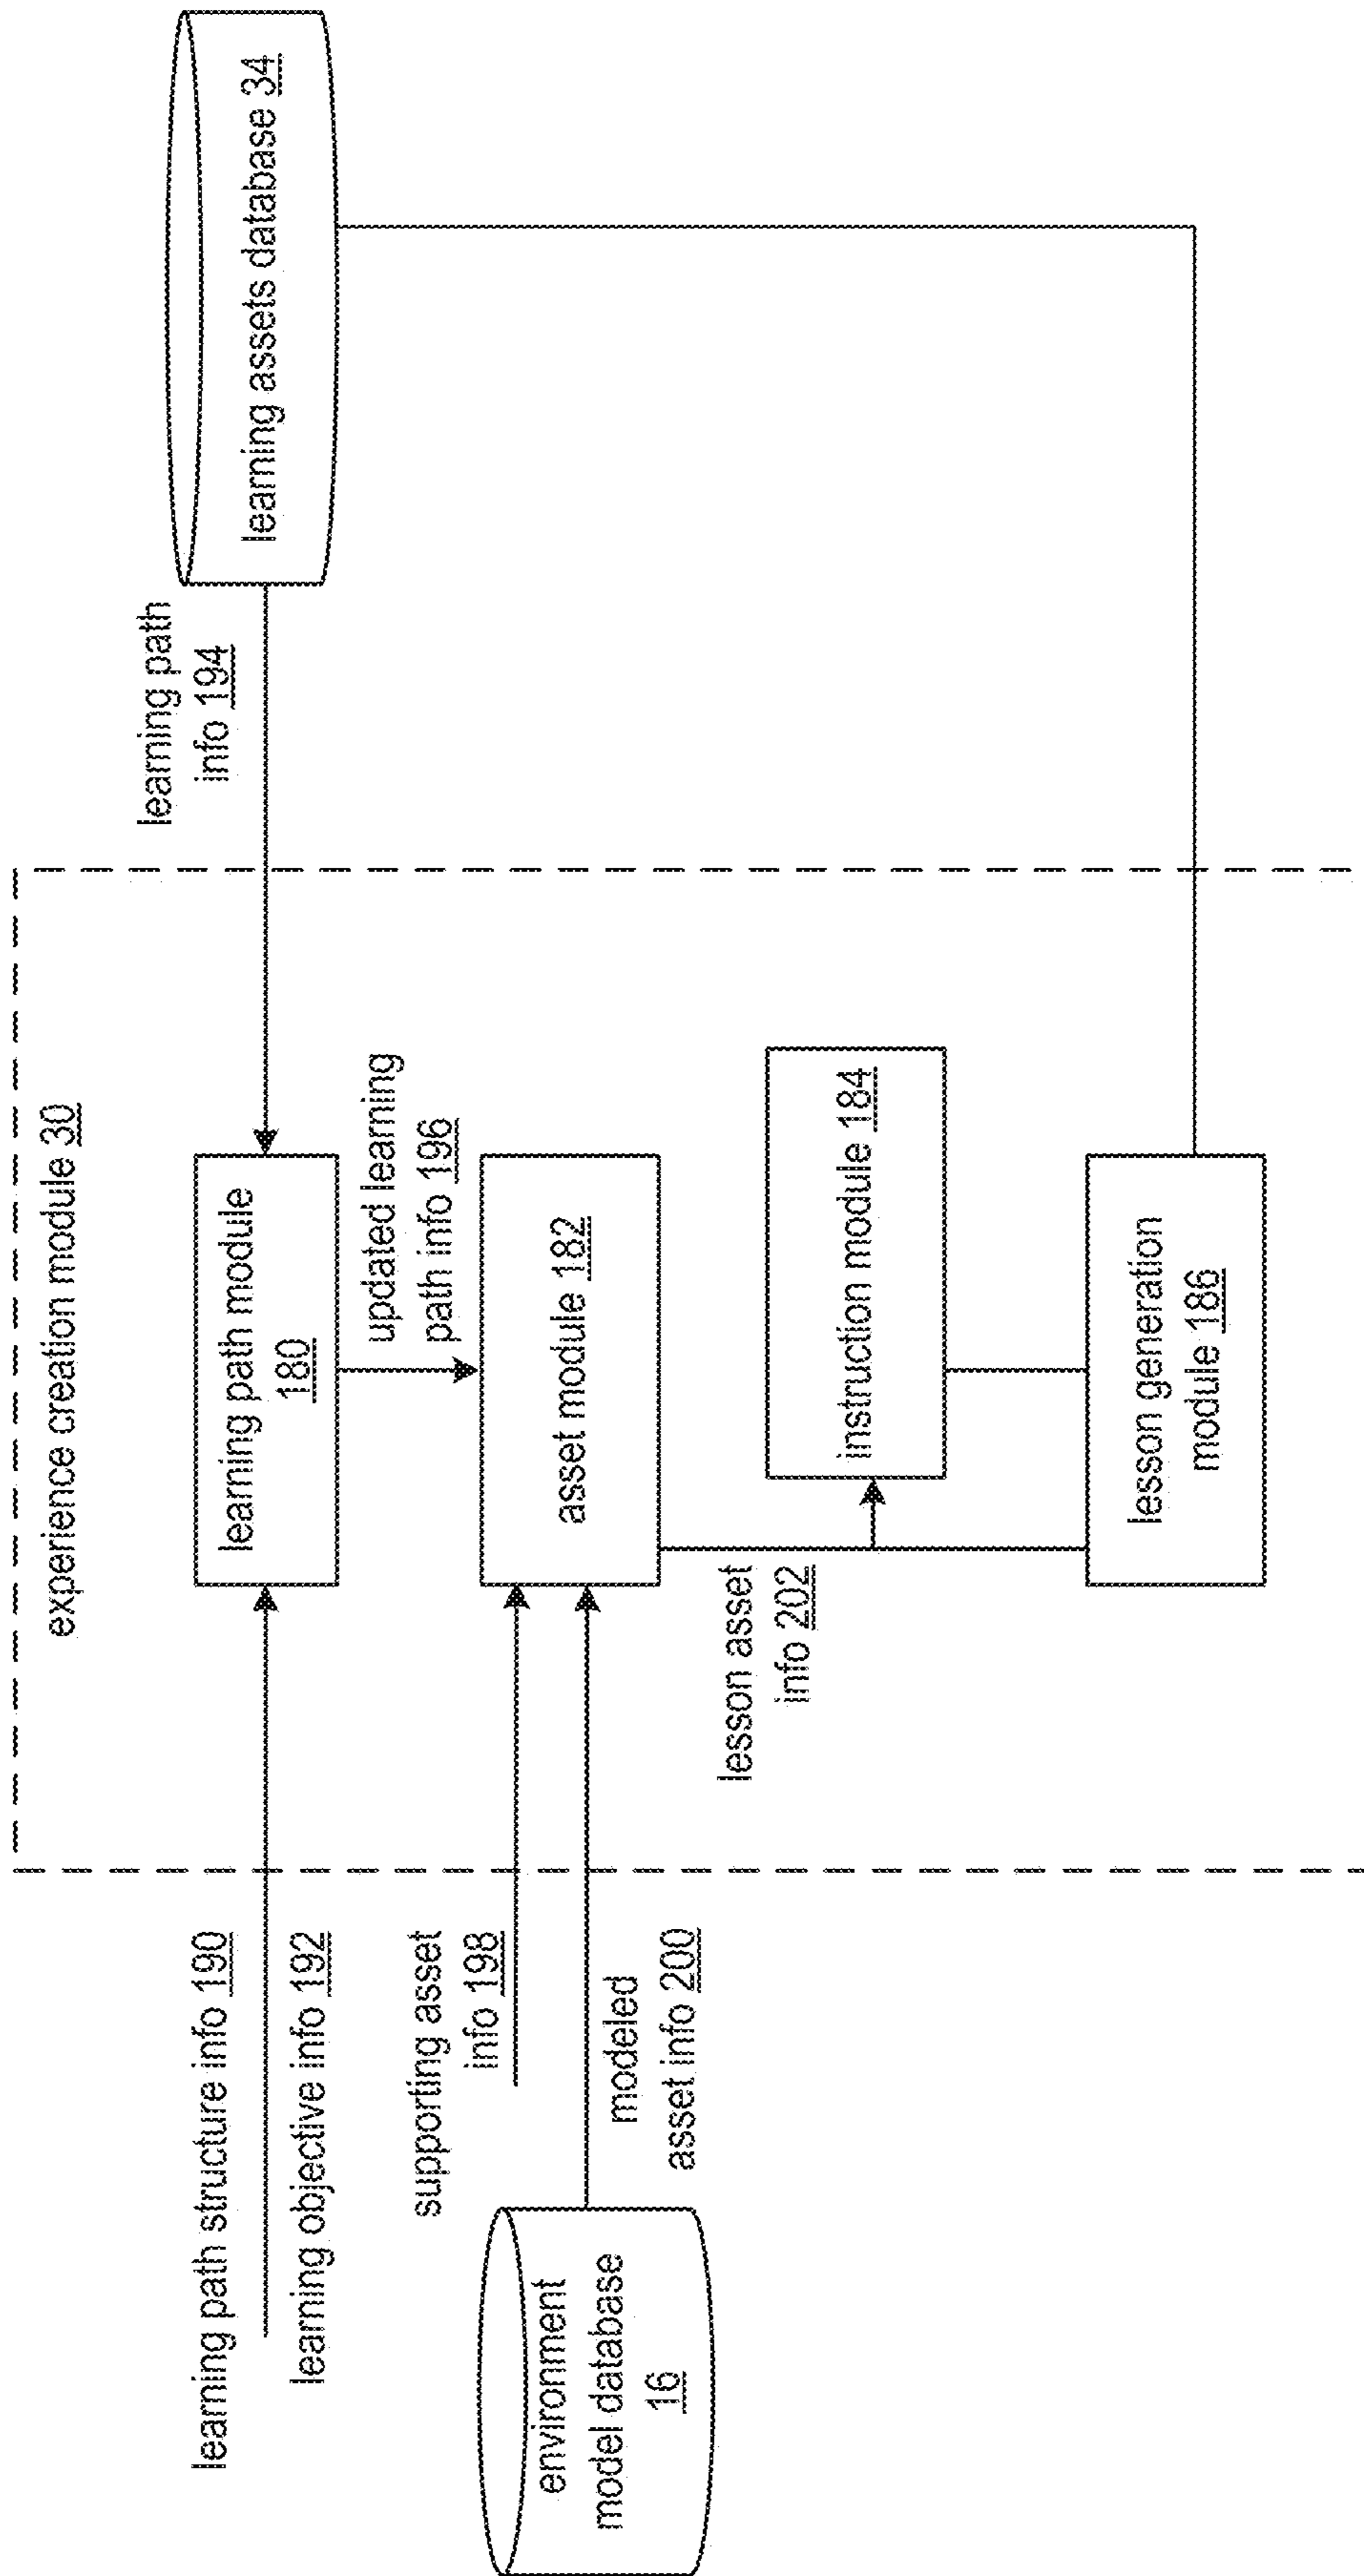 experience creation module 30
learning path structure info 190
learning objective info 192
learning path module
180
learning path
info 194
learning assets database 34
updated learning
path info 196
supporting asset
info 198
environment
model database
16
modeled
asset info 200
asset module 182
lesson asset
info 202
instruction module 184
lesson generation
module 186